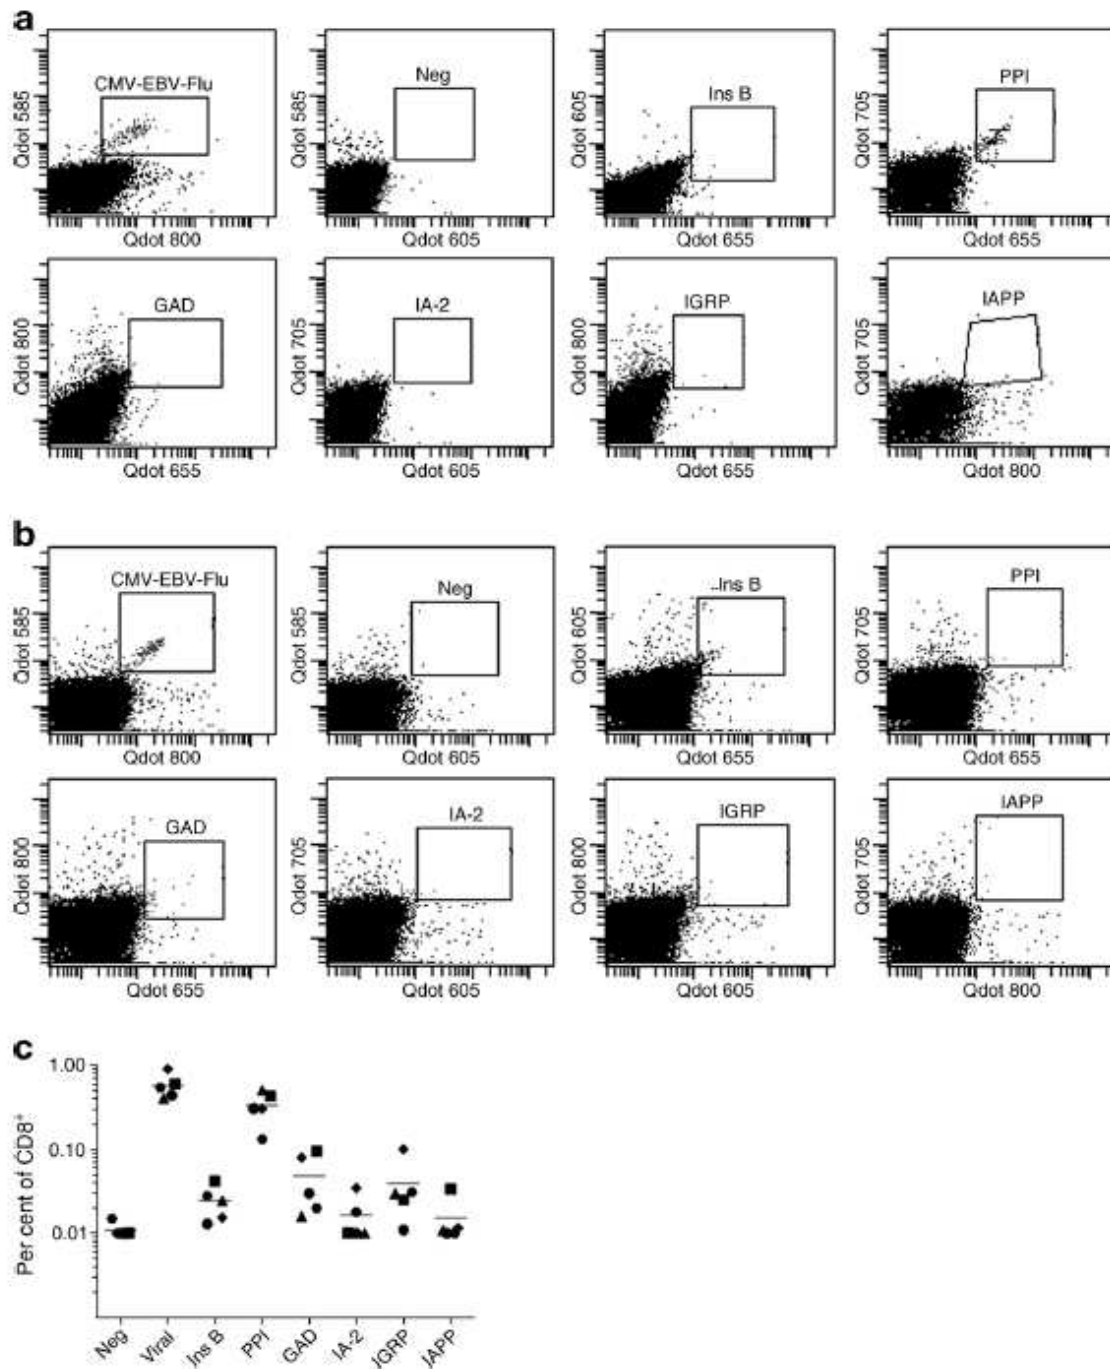 a
CMV-EBV-Flu
Qdot 585
Qdot 800
Neg
Qdot 585
Qdot 605
Ins B
Qdot 605
Qdot 655
PPI
Qdot 705
Qdot 655
GAD
Qdot 800
Qdot 655
IA-2
Qdot 705
Qdot 605
IGRP
Qdot 800
Qdot 655
IAPP
Qdot 705
Qdot 800
b
CMV-EBV-Flu
Qdot 585
Qdot 800
Neg
Qdot 585
Qdot 605
Ins B
Qdot 605
Qdot 655
PPI
Qdot 705
Qdot 655
GAD
Qdot 800
Qdot 655
IA-2
Qdot 705
Qdot 605
IGRP
Qdot 800
Qdot 605
IAPP
Qdot 705
Qdot 800
c
Per cent of CD8⁺
1.00
0.10
0.01
Neg
Viral
Ins B
PPI
GAD
IA-2
IGRP
IAPP